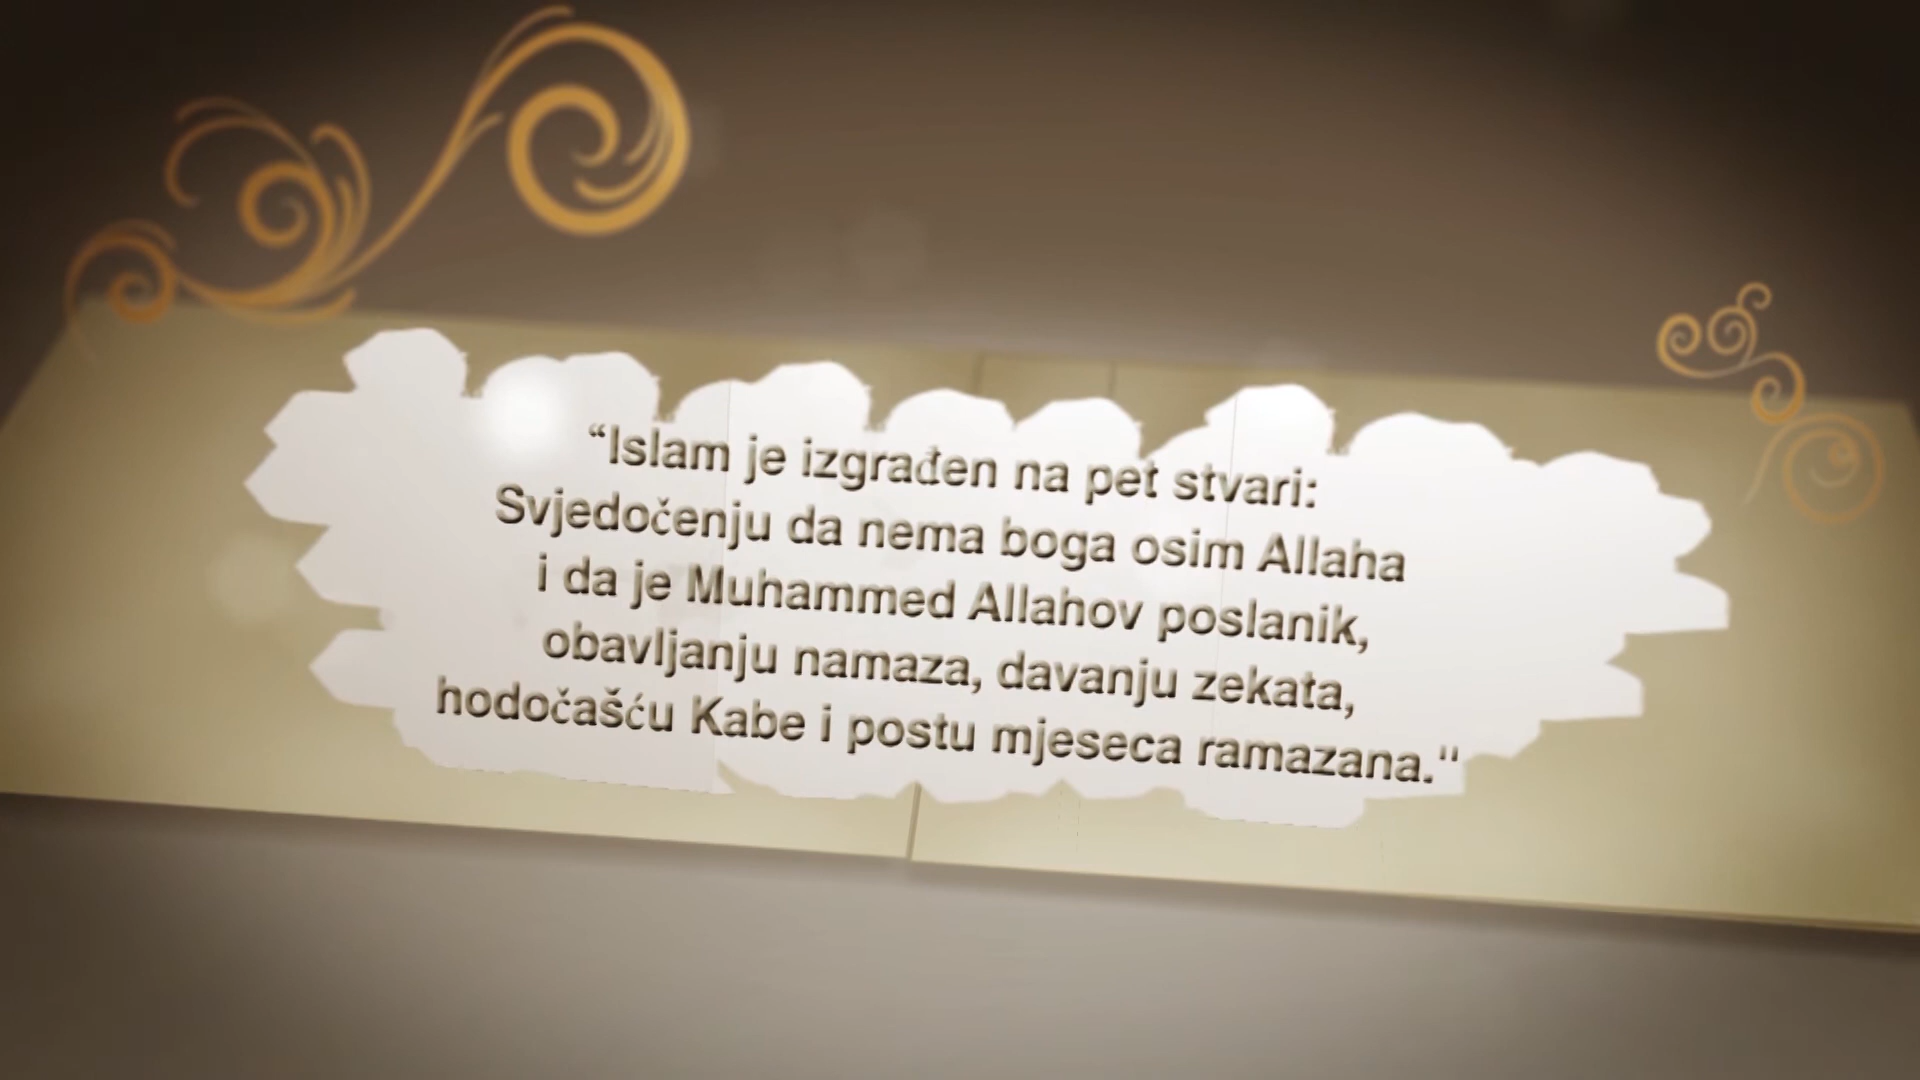 “Islam je izgrađen na pet stvari:
Svjedočenju da nema boga osim Allaha
i da je Muhammed Allahov poslanik,
obavljanju namaza, davanju zekata,
hodočašću Kabe i postu mjeseca ramazana."